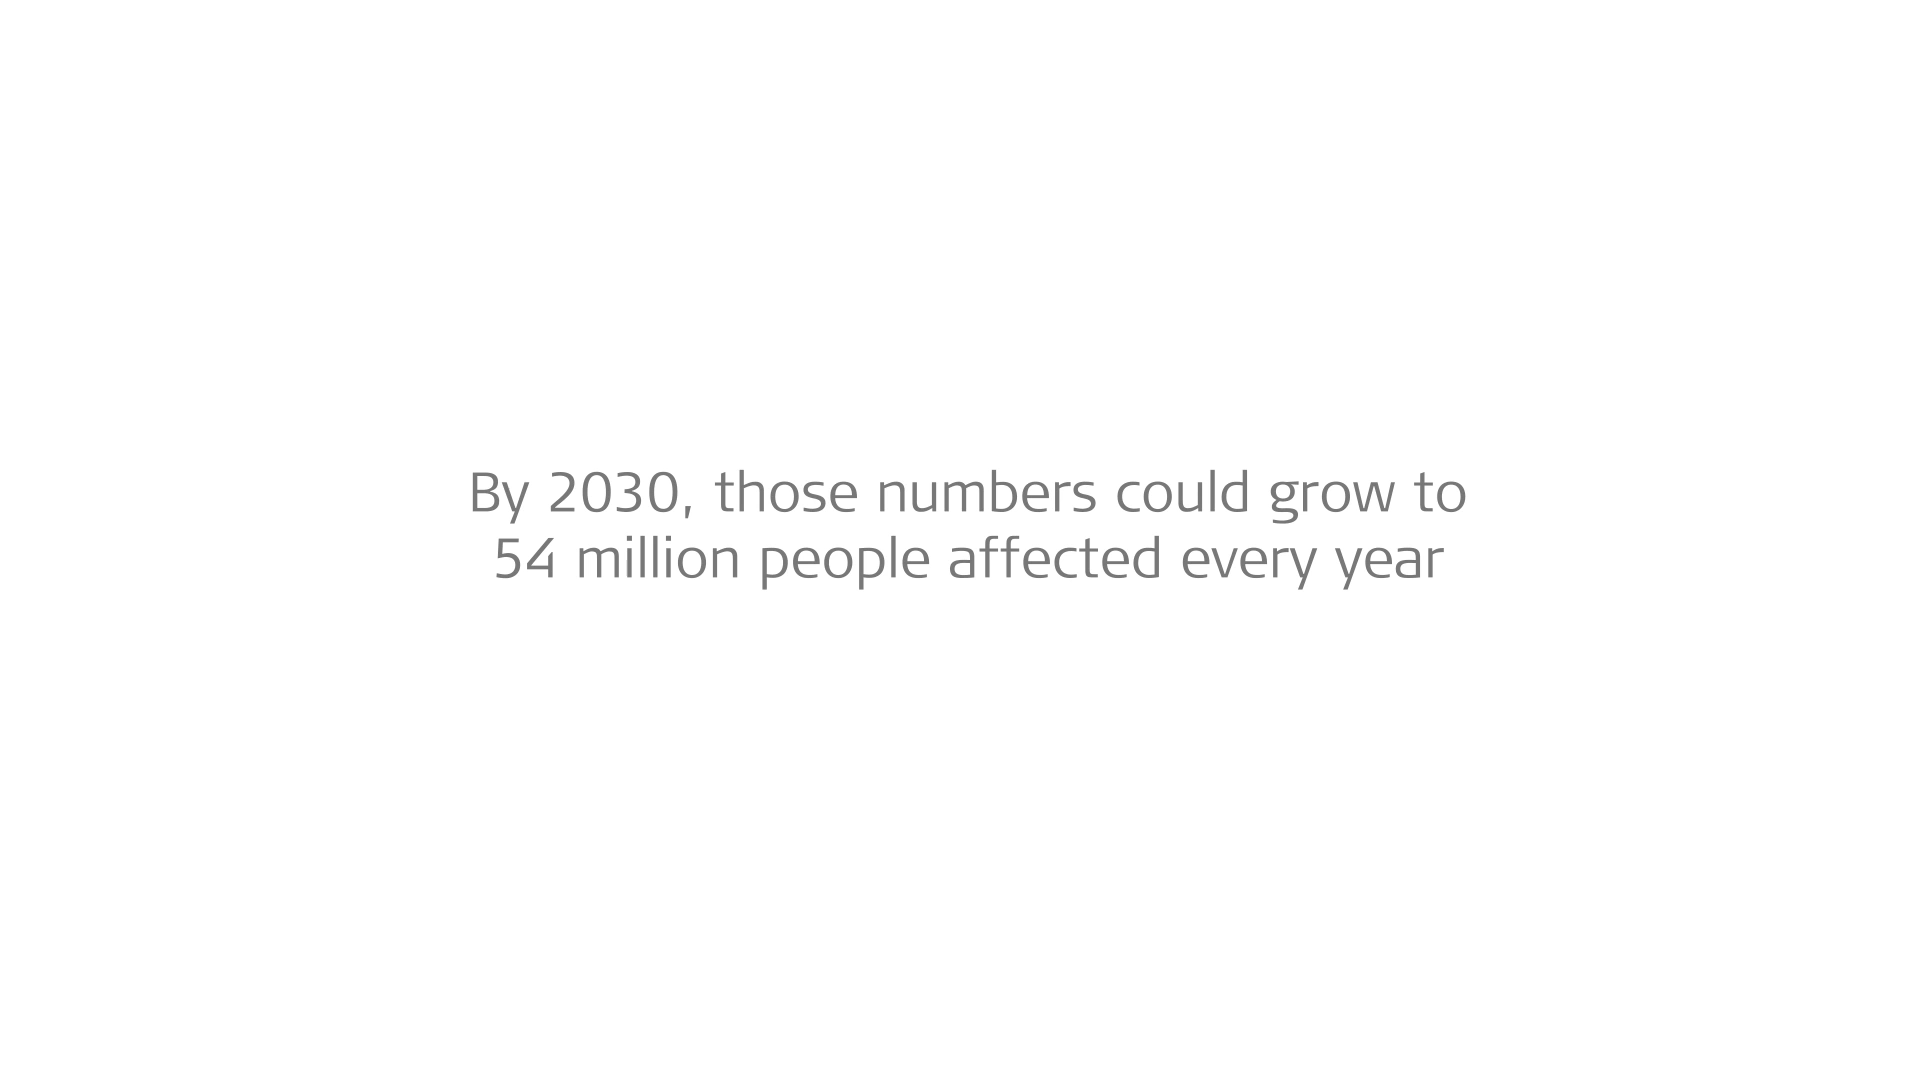 By 2030, those numbers could grow to
54 million people affected every year